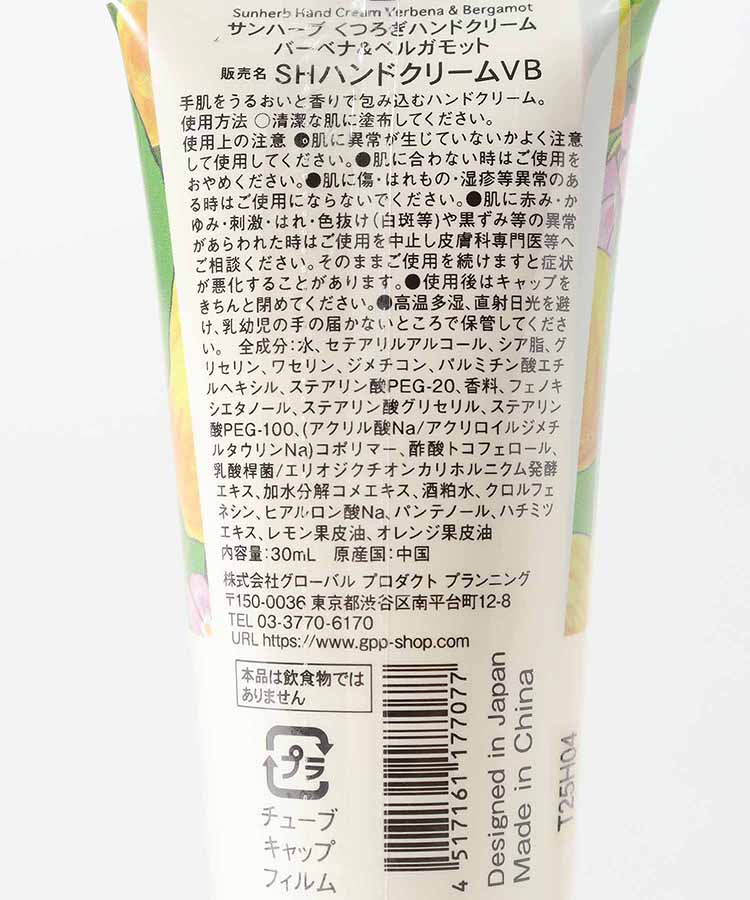 Sunherb Hand Cream Verbena & Bergamot
サンハーブ くつろぎハンドクリーム
バーベナ&ベルガモット
販売名 SHハンドクリームVB
手肌をうるおいと香りで包み込むハンドクリーム。
使用方法 ○清潔な肌に塗布してください。
使用上の注意 ●肌に異常が生じていないかよく注意
して使用してください。●肌に合わない時はご使用を
おやめください。●肌に傷・はれもの・湿疹等異常のあ
る時はご使用にならないでください。●肌に赤み・か
ゆみ・刺激・はれ・色抜け(白斑等)や黒ずみ等の異常
があらわれた時はご使用を中止し皮膚科専門医等へ
ご相談ください。そのままご使用を続けますと症状
が悪化することがあります。●使用後はキャップを
きちんと閉めてください。●高温多湿、直射日光を避
け、乳幼児の手の届かないところで保管してくださ
い。 全成分:水、セテアリルアルコール、シア脂、グ
リセリン、ワセリン、ジメチコン、パルミチン酸エチ
ルヘキシル、ステアリン酸PEG-20、香料、フェノキ
シエタノール、ステアリン酸グリセリル、ステアリン
酸PEG-100、(アクリル酸Na/アクリロイルジメチ
ルタウリンNa)コポリマー、酢酸トコフェロール、
乳酸桿菌/エリオジクチオンカリホルニクム発酵
エキス、加水分解コメエキス、酒粕水、クロルフェ
ネシン、ヒアルロン酸Na、パンテノール、ハチミツ
エキス、レモン果皮油、オレンジ果皮油
内容量:30mL 原産国:中国
株式会社グローバル プロダクト プランニング
〒150-0036 東京都渋谷区南平台町12-8
TEL 03-3770-6170
URL https://www.gpp-shop.com
本品は飲食物では
ありません
プラ
チューブ
キャップ
フィルム
4 517161 177077
Designed in Japan
Made in China
T25H04